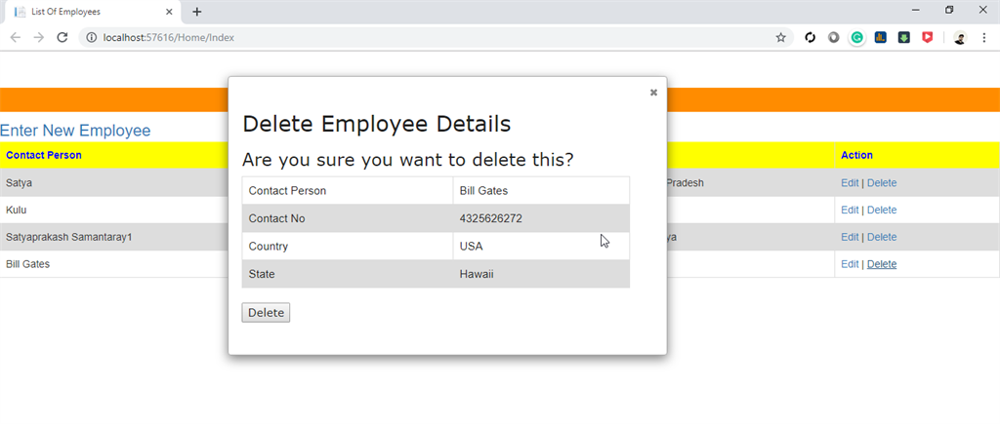 List Of Employees
localhost:57616/Home/Index
Delete Employee Details
Are you sure you want to delete this?
Contact Person Bill Gates
Contact No 4325626272
Country USA
State Hawaii
Delete
Enter New Employee
Contact Person Action
Satya Pradesh Edit | Delete
Kulu Edit | Delete
Satyaprakash Samantaray1 ya Edit | Delete
Bill Gates Edit | Delete